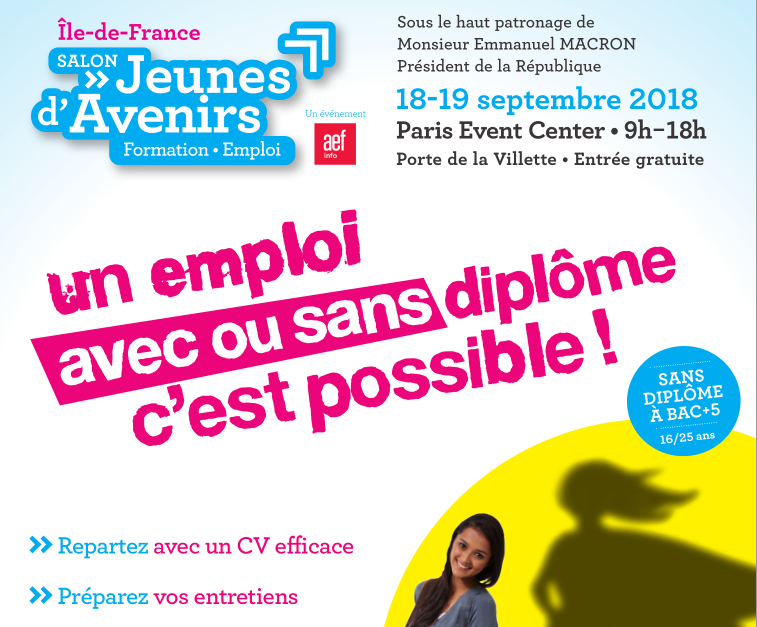 Île-de-France
SALON
» Jeunes
d'Avenirs
Formation • Emploi
Un événement
aef
info
Sous le haut patronage de
Monsieur Emmanuel MACRON
Président de la République
18-19 septembre 2018
Paris Event Center • 9h-18h
Porte de la Villette • Entrée gratuite
un emploi
avec ou sans diplôme
c'est possible !
SANS
DIPLÔME
À BAC+5
16/25 ans
» Repartez avec un CV efficace
» Préparez vos entretiens